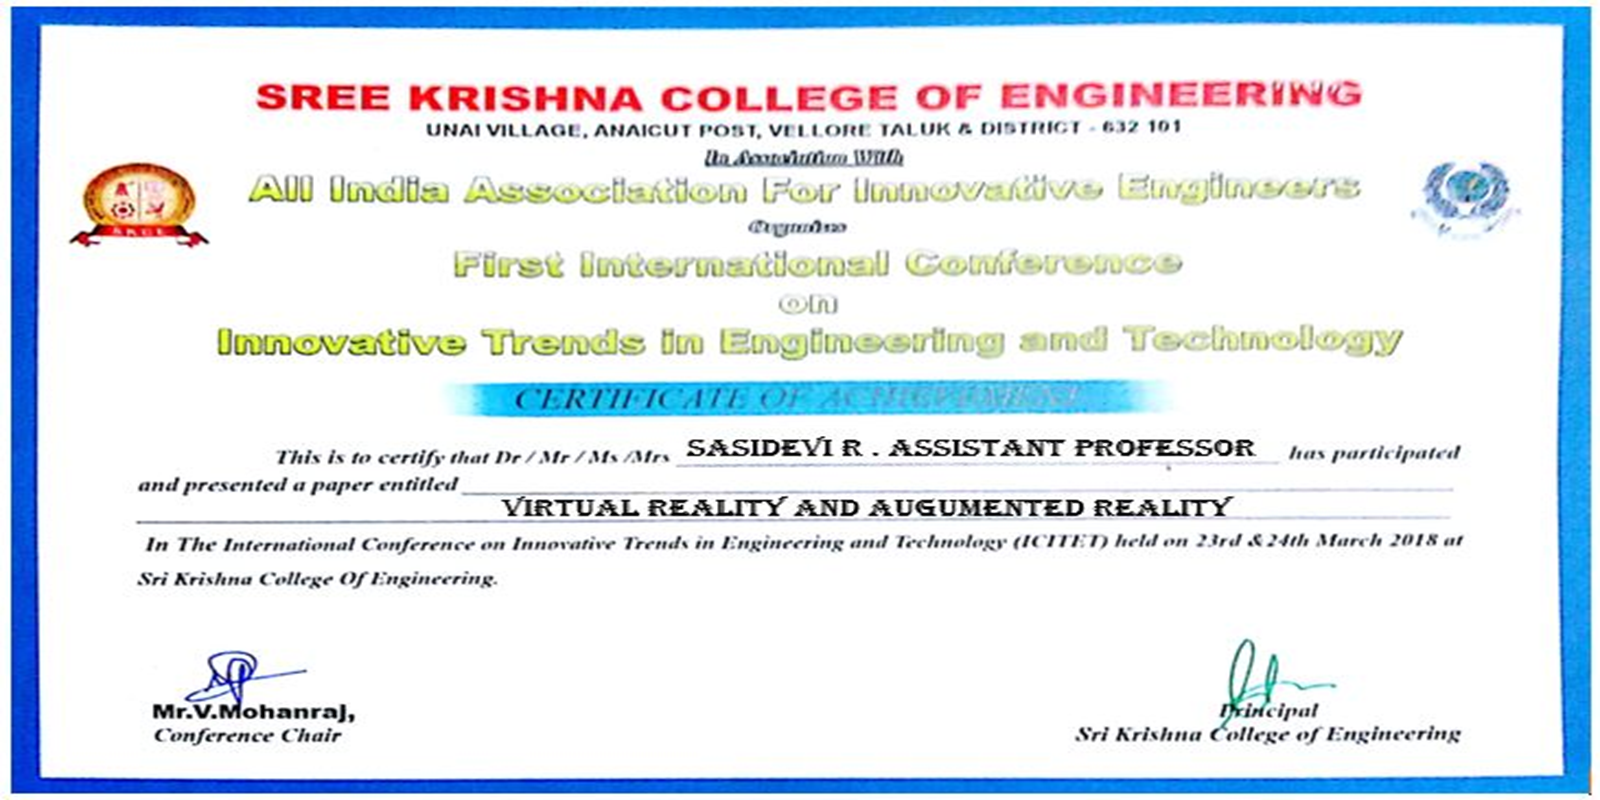 SREE KRISHNA COLLEGE OF ENGINEERING
UNAI VILLAGE, ANAICUT POST, VELLORE TALUK & DISTRICT - 632 101
In Association With
All India Association For Innovative Engineers
Organizes
First International Conference
on
Innovative Trends in Engineering and Technology
CERTIFICATE OF ACHIEVEMENT
This is to certify that Dr / Mr / Ms /Mrs SASIDEVI R . ASSISTANT PROFESSOR has participated
and presented a paper entitled
VIRTUAL REALITY AND AUGUMENTED REALITY
In The International Conference on Innovative Trends in Engineering and Technology (ICITET) held on 23rd &24th March 2018 at
Sri Krishna College Of Engineering.
SKCE
Mr.V.Mohanraj,
Conference Chair
Principal
Sri Krishna College of Engineering